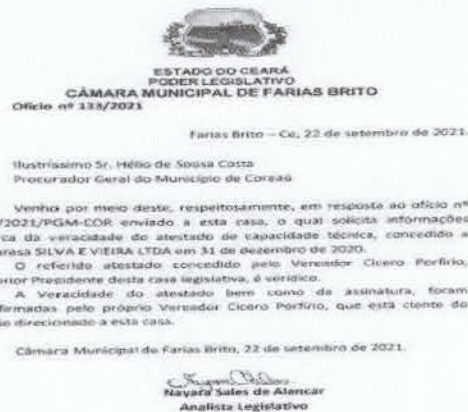 ESTADO DO CEARÁ
PODER LEGISLATIVO
CÂMARA MUNICIPAL DE FARIAS BRITO
Ofício nº 133/2021
Farias Brito – Ce, 22 de setembro de 2021.
Ilustríssimo Sr. Hélio de Sousa Costa
Procurador Geral do Município de Coreaú
Venho por meio deste, respeitosamente, em resposta ao ofício nº
/2021/PGM-COR enviado a esta casa, o qual solicita informações
ca da veracidade do atestado de capacidade técnica, concedido a
presa SILVA E VIEIRA LTDA em 31 de dezembro de 2020.
O referido atestado concedido pelo Vereador Cicero Porfirio,
rior Presidente desta casa legislativa, é verídico.
A Veracidade do atestado bem como da assinatura, foram
firmadas pelo próprio Vereador Cicero Porfirio, que está ciente do
io direcionado a esta casa.
Câmara Municipal de Farias Brito, 22 de setembro de 2021.
Nayara Sales de Alencar
Analista Legislativo